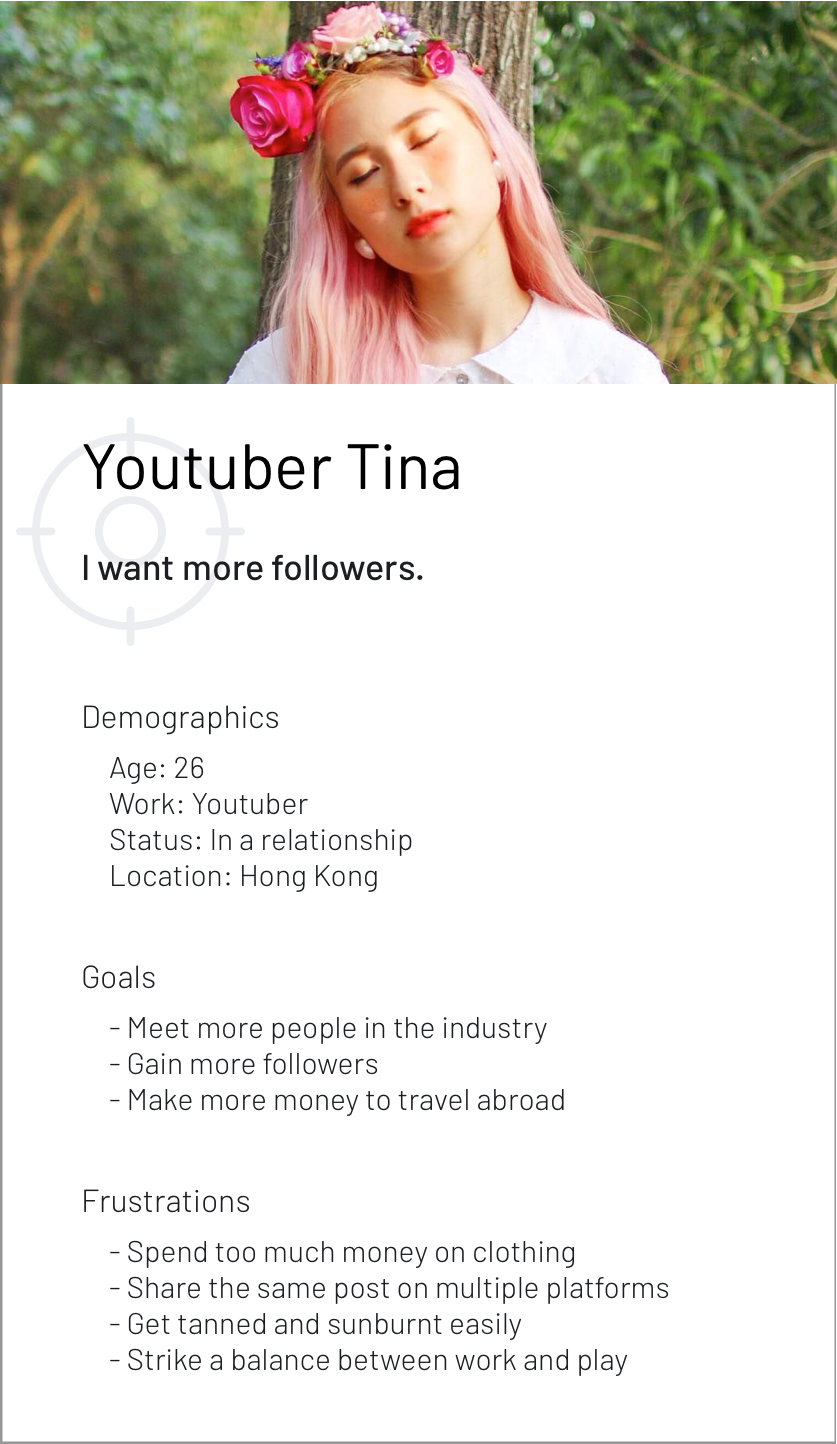 Youtuber Tina
I want more followers.
Demographics
Age: 26
Work: Youtuber
Status: In a relationship
Location: Hong Kong
Goals
- Meet more people in the industry
- Gain more followers
- Make more money to travel abroad
Frustrations
- Spend too much money on clothing
- Share the same post on multiple platforms
- Get tanned and sunburnt easily
- Strike a balance between work and play